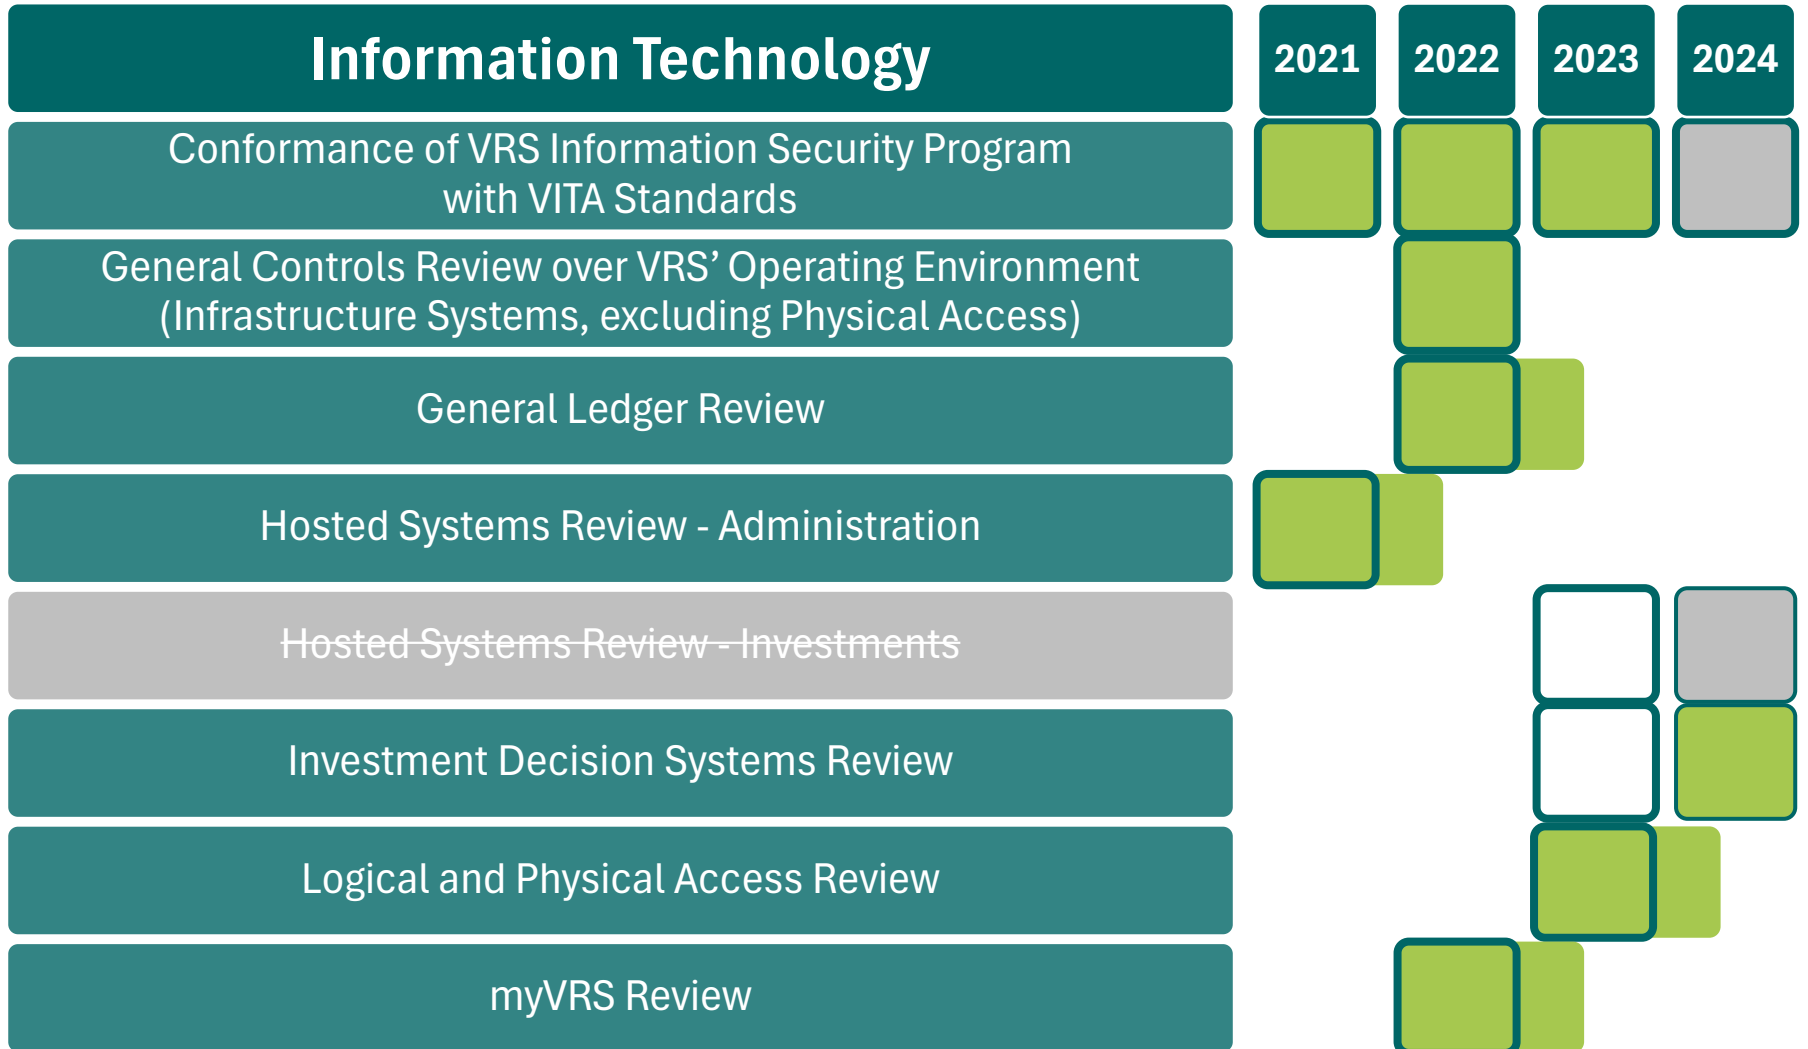 Information Technology
2021
2022
2023
2024
Conformance of VRS Information Security Program
with VITA Standards
General Controls Review over VRS’ Operating Environment
(Infrastructure Systems, excluding Physical Access)
General Ledger Review
Hosted Systems Review - Administration
Hosted Systems Review - Investments
Investment Decision Systems Review
Logical and Physical Access Review
myVRS Review